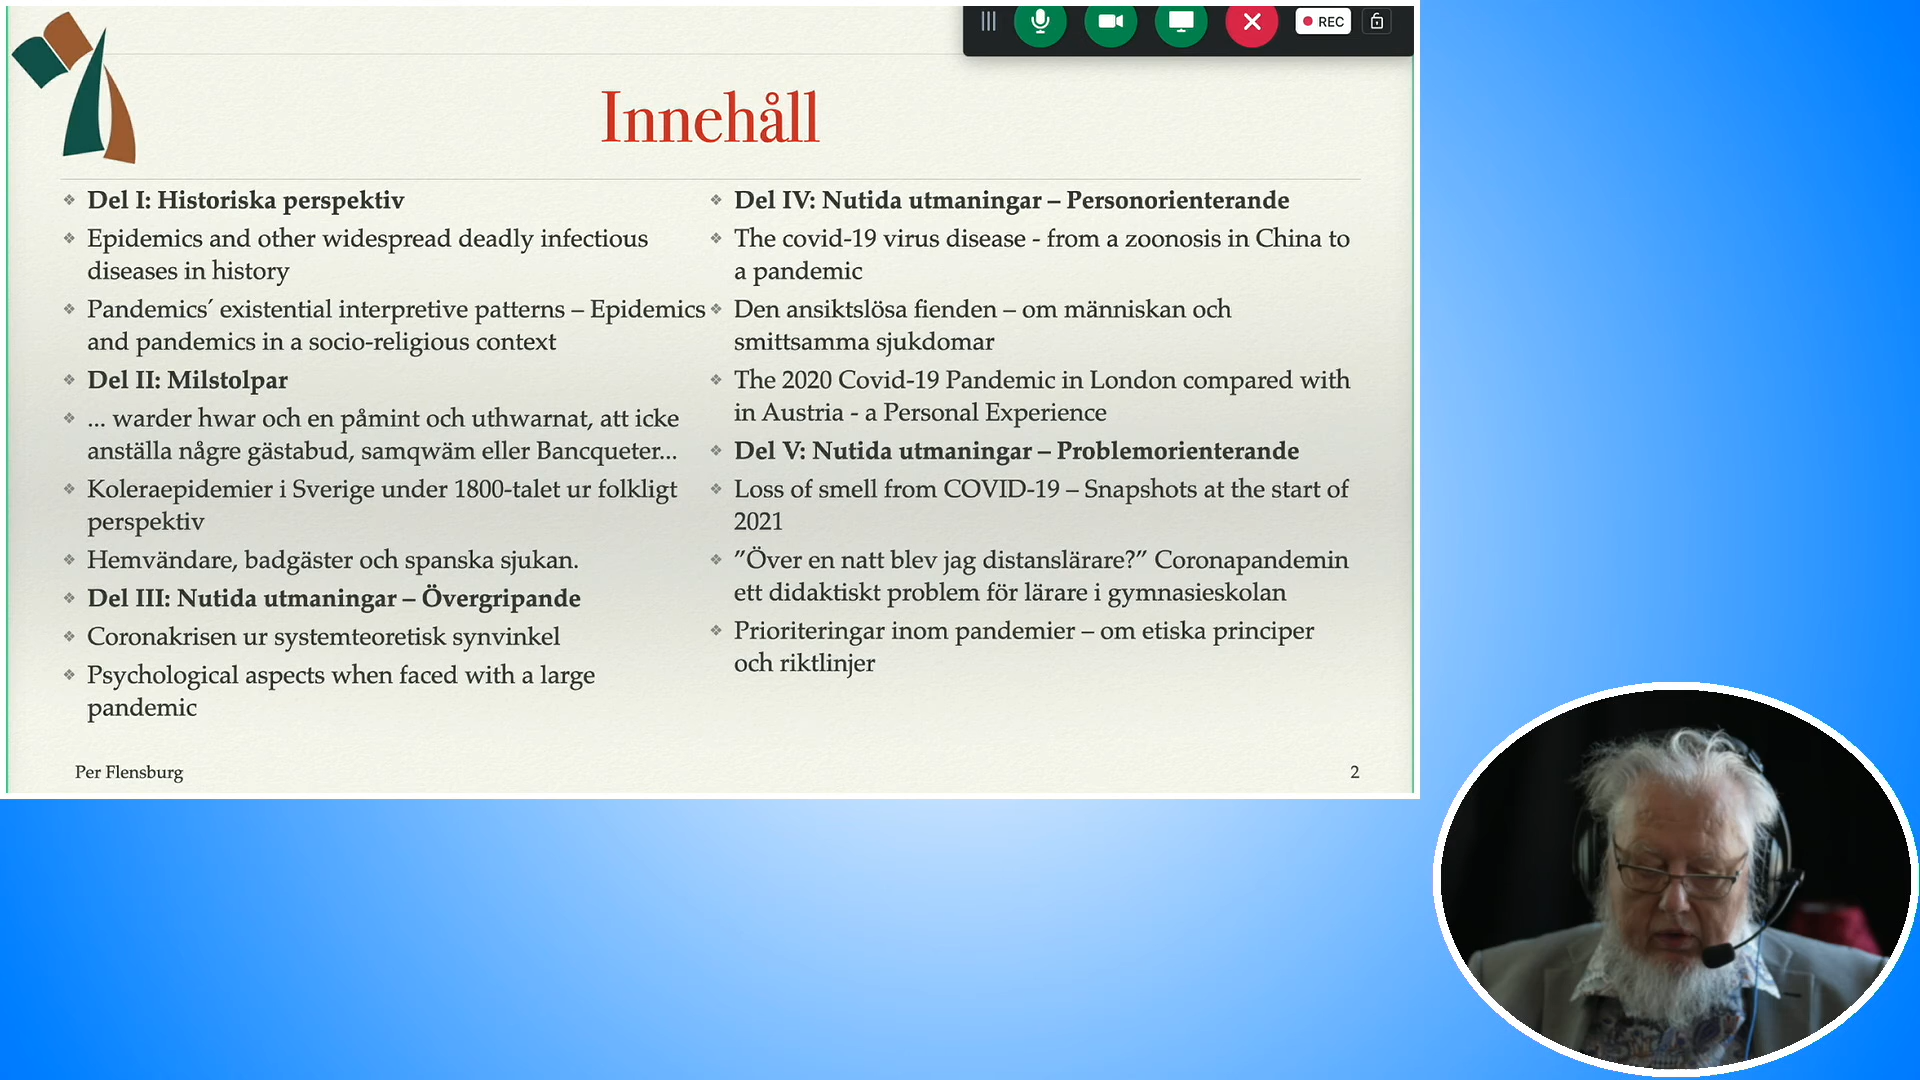 REC
Innehåll
Del I: Historiska perspektiv
Epidemics and other widespread deadly infectious
diseases in history
Pandemics´ existential interpretive patterns – Epidemics
and pandemics in a socio-religious context
Del II: Milstolpar
... warder hwar och en påmint och uthwarnat, att icke
anställa någre gästabud, samqwäm eller Bancqueter...
Koleraepidemier i Sverige under 1800-talet ur folkligt
perspektiv
Hemvändare, badgäster och spanska sjukan.
Del III: Nutida utmaningar – Övergripande
Coronakrisen ur systemteoretisk synvinkel
Psychological aspects when faced with a large
pandemic
Del IV: Nutida utmaningar – Personorienterande
The covid-19 virus disease - from a zoonosis in China to
a pandemic
Den ansiktslösa fienden – om människan och
smittsamma sjukdomar
The 2020 Covid-19 Pandemic in London compared with
in Austria - a Personal Experience
Del V: Nutida utmaningar – Problemorienterande
Loss of smell from COVID-19 – Snapshots at the start of
2021
”Över en natt blev jag distanslärare?” Coronapandemin
ett didaktiskt problem för lärare i gymnasieskolan
Prioriteringar inom pandemier – om etiska principer
och riktlinjer
Per Flensburg
2